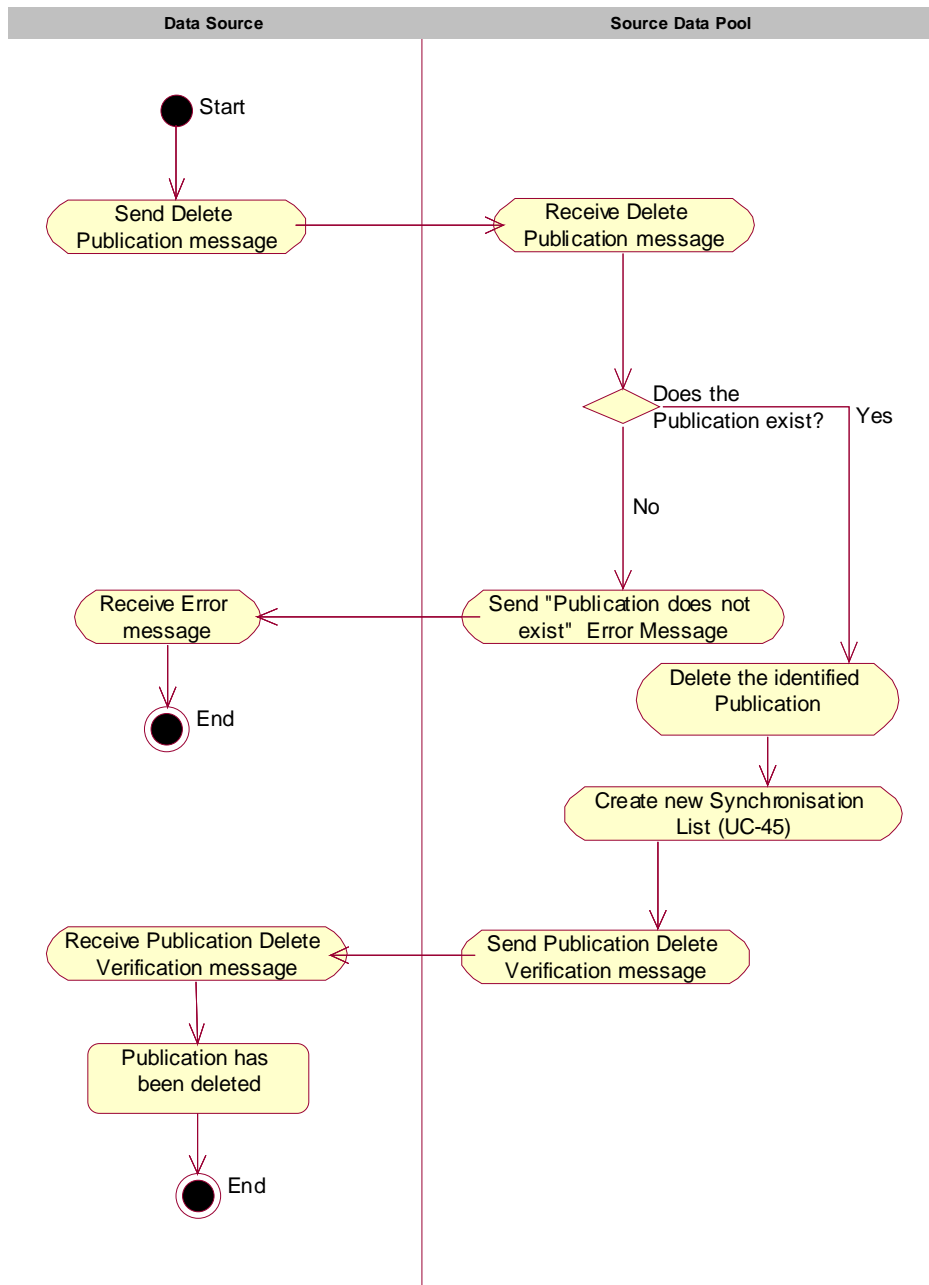 Data Source
Source Data Pool
Start
Send Delete
Publication message
Receive Delete
Publication message
Does the
Publication exist?
Yes
No
Receive Error
message
Send "Publication does not
exist" Error Message
End
Delete the identified
Publication
Create new Synchronisation
List (UC-45)
Receive Publication Delete
Verification message
Send Publication Delete
Verification message
Publication has
been deleted
End